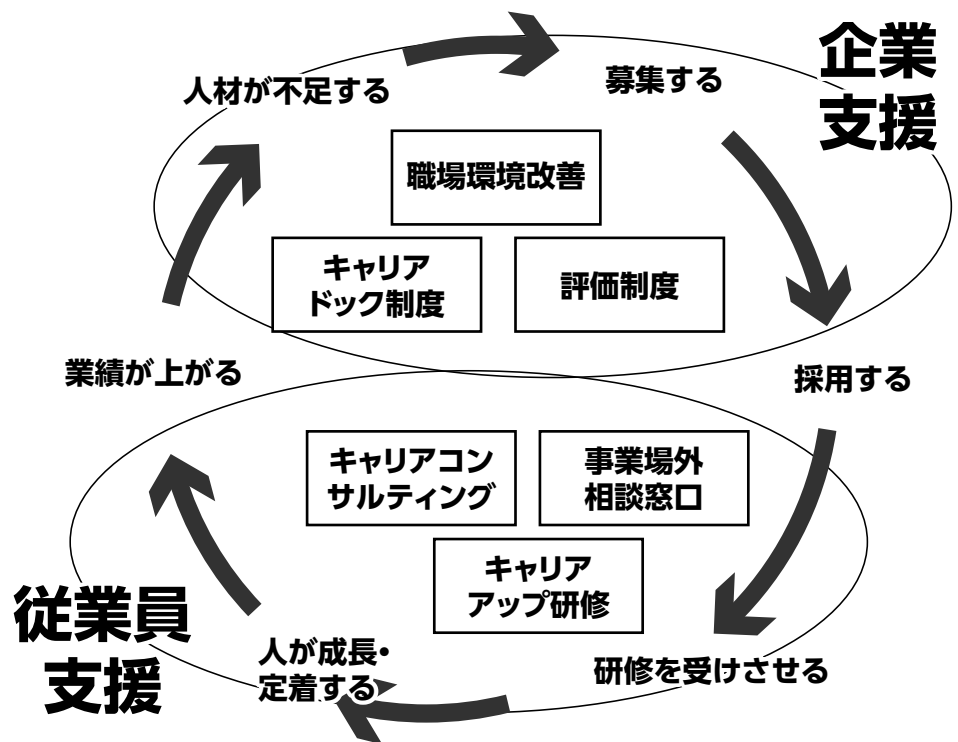 企業
支援
人材が不足する
募集する
職場環境改善
キャリア
ドック制度
評価制度
業績が上がる
採用する
キャリアコン
サルティング
事業場外
相談窓口
キャリア
アップ研修
従業員
支援
人が成長・
定着する
研修を受けさせる